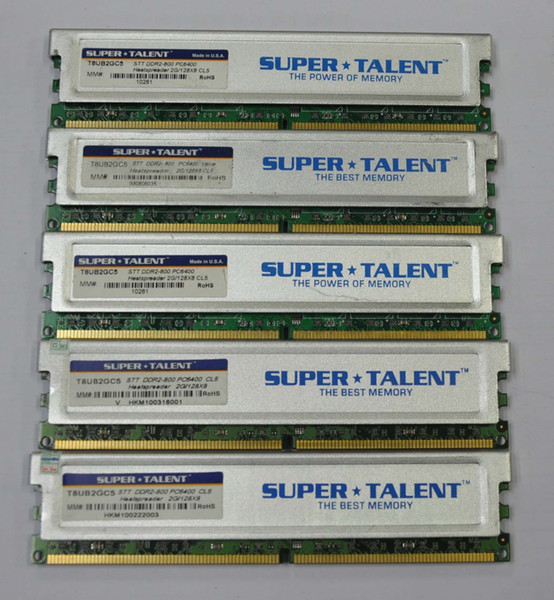 SUPER★TALENT Made in U.S.A.
T8UB2GC5 STT DDR2-800 PC6400
Heatspreader 2G/128X8 CL5
MM# RoHS
10261
SUPER★TALENT™
THE POWER OF MEMORY
SUPER★TALENT
T8UB2GC5 STT DDR2-800 PC6400
Heatspreader 2G/128X8 CL5
MM# RoHS
SUPER★TALENT™
THE BEST MEMORY
SUPER★TALENT Made in U.S.A.
T8UB2GC5 STT DDR2-800 PC6400
Heatspreader 2G/128X8 CL5
MM# RoHS
10261
SUPER★TALENT™
THE POWER OF MEMORY
SUPER★TALENT
T8UB2GC5 STT DDR2-800 PC6400 CL5
Heatspreader 2G/128X8
MM# RoHS
V HKM100318001
SUPER★TALENT™
THE BEST MEMORY
SUPER★TALENT
T8UB2GC5 STT DDR2-800 PC6400 CL5
Heatspreader 2G/128X8
MM# RoHS
HKM100222003
SUPER★TALENT™
THE BEST MEMORY